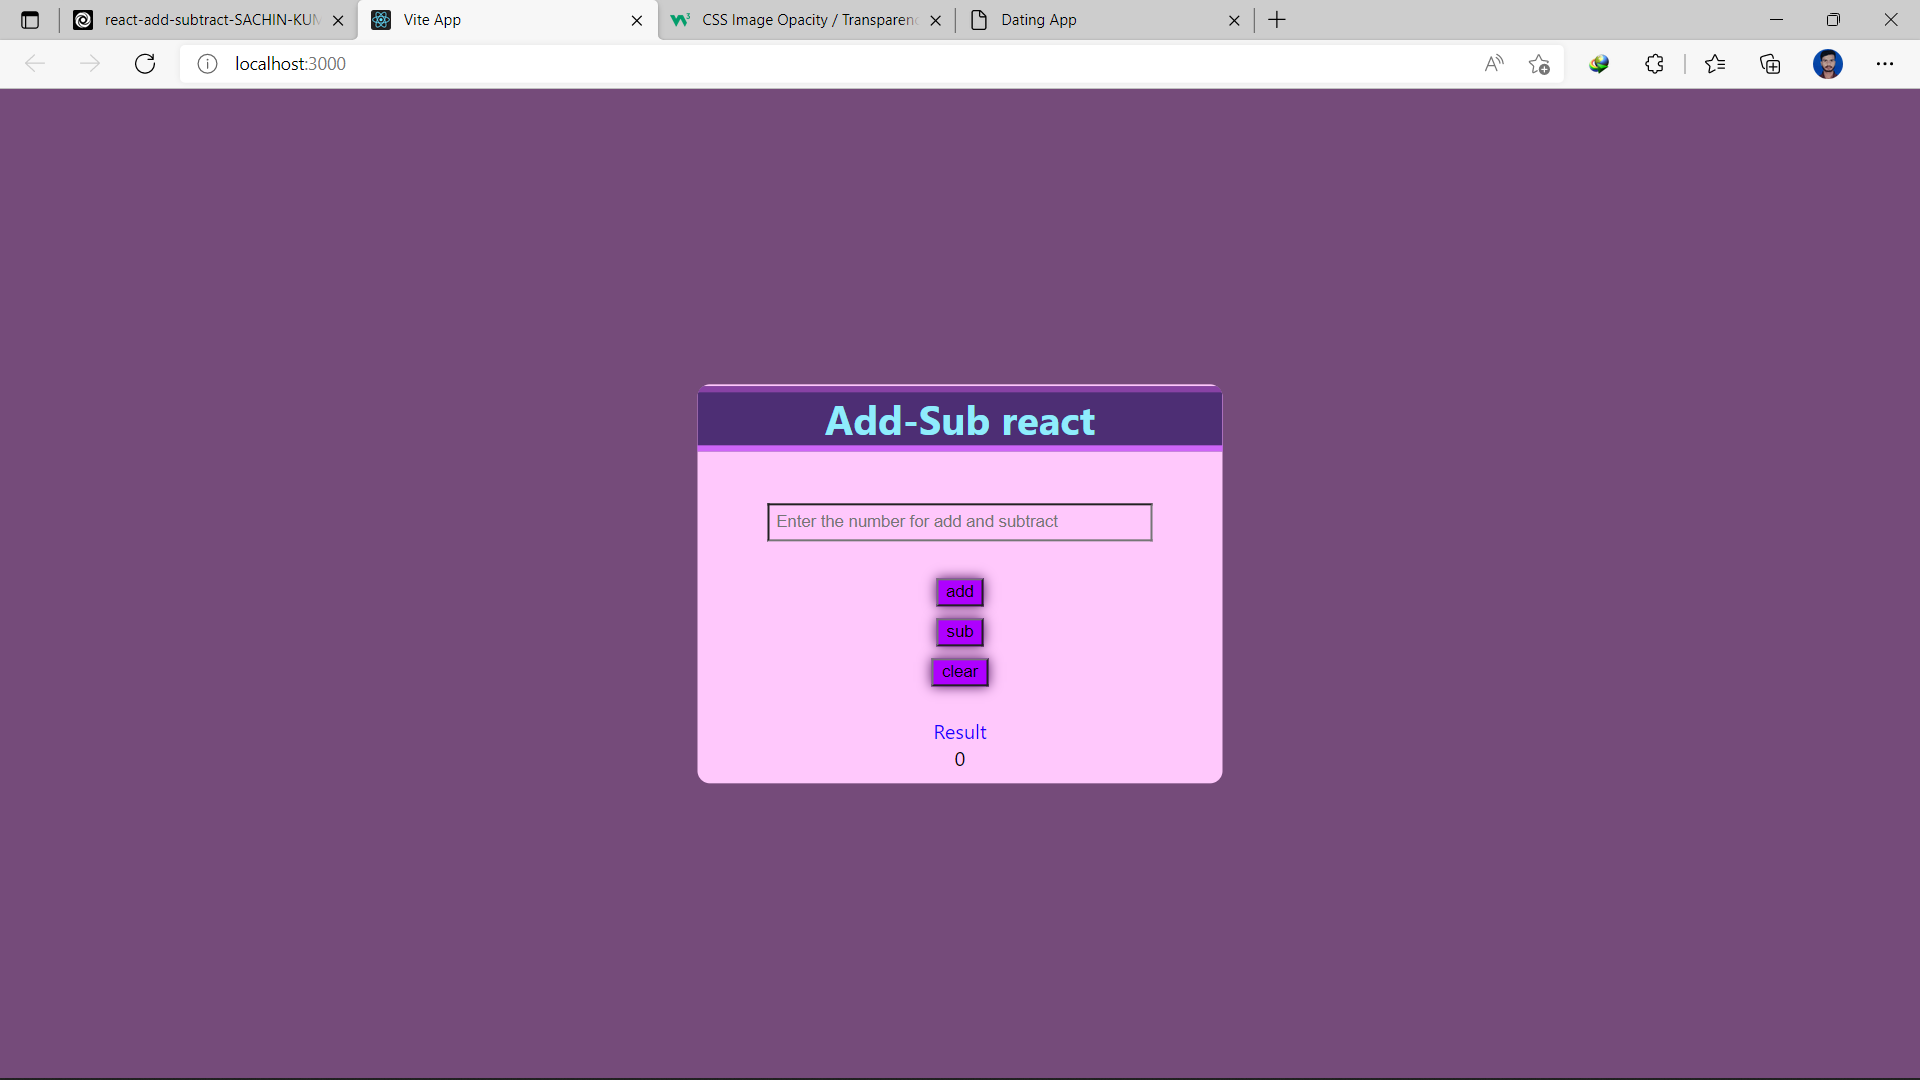 react-add-subtract-SACHIN-KUM
Vite App
CSS Image Opacity / Transparenc
Dating App
localhost:3000
Add-Sub react
Enter the number for add and subtract
add
sub
clear
Result
0